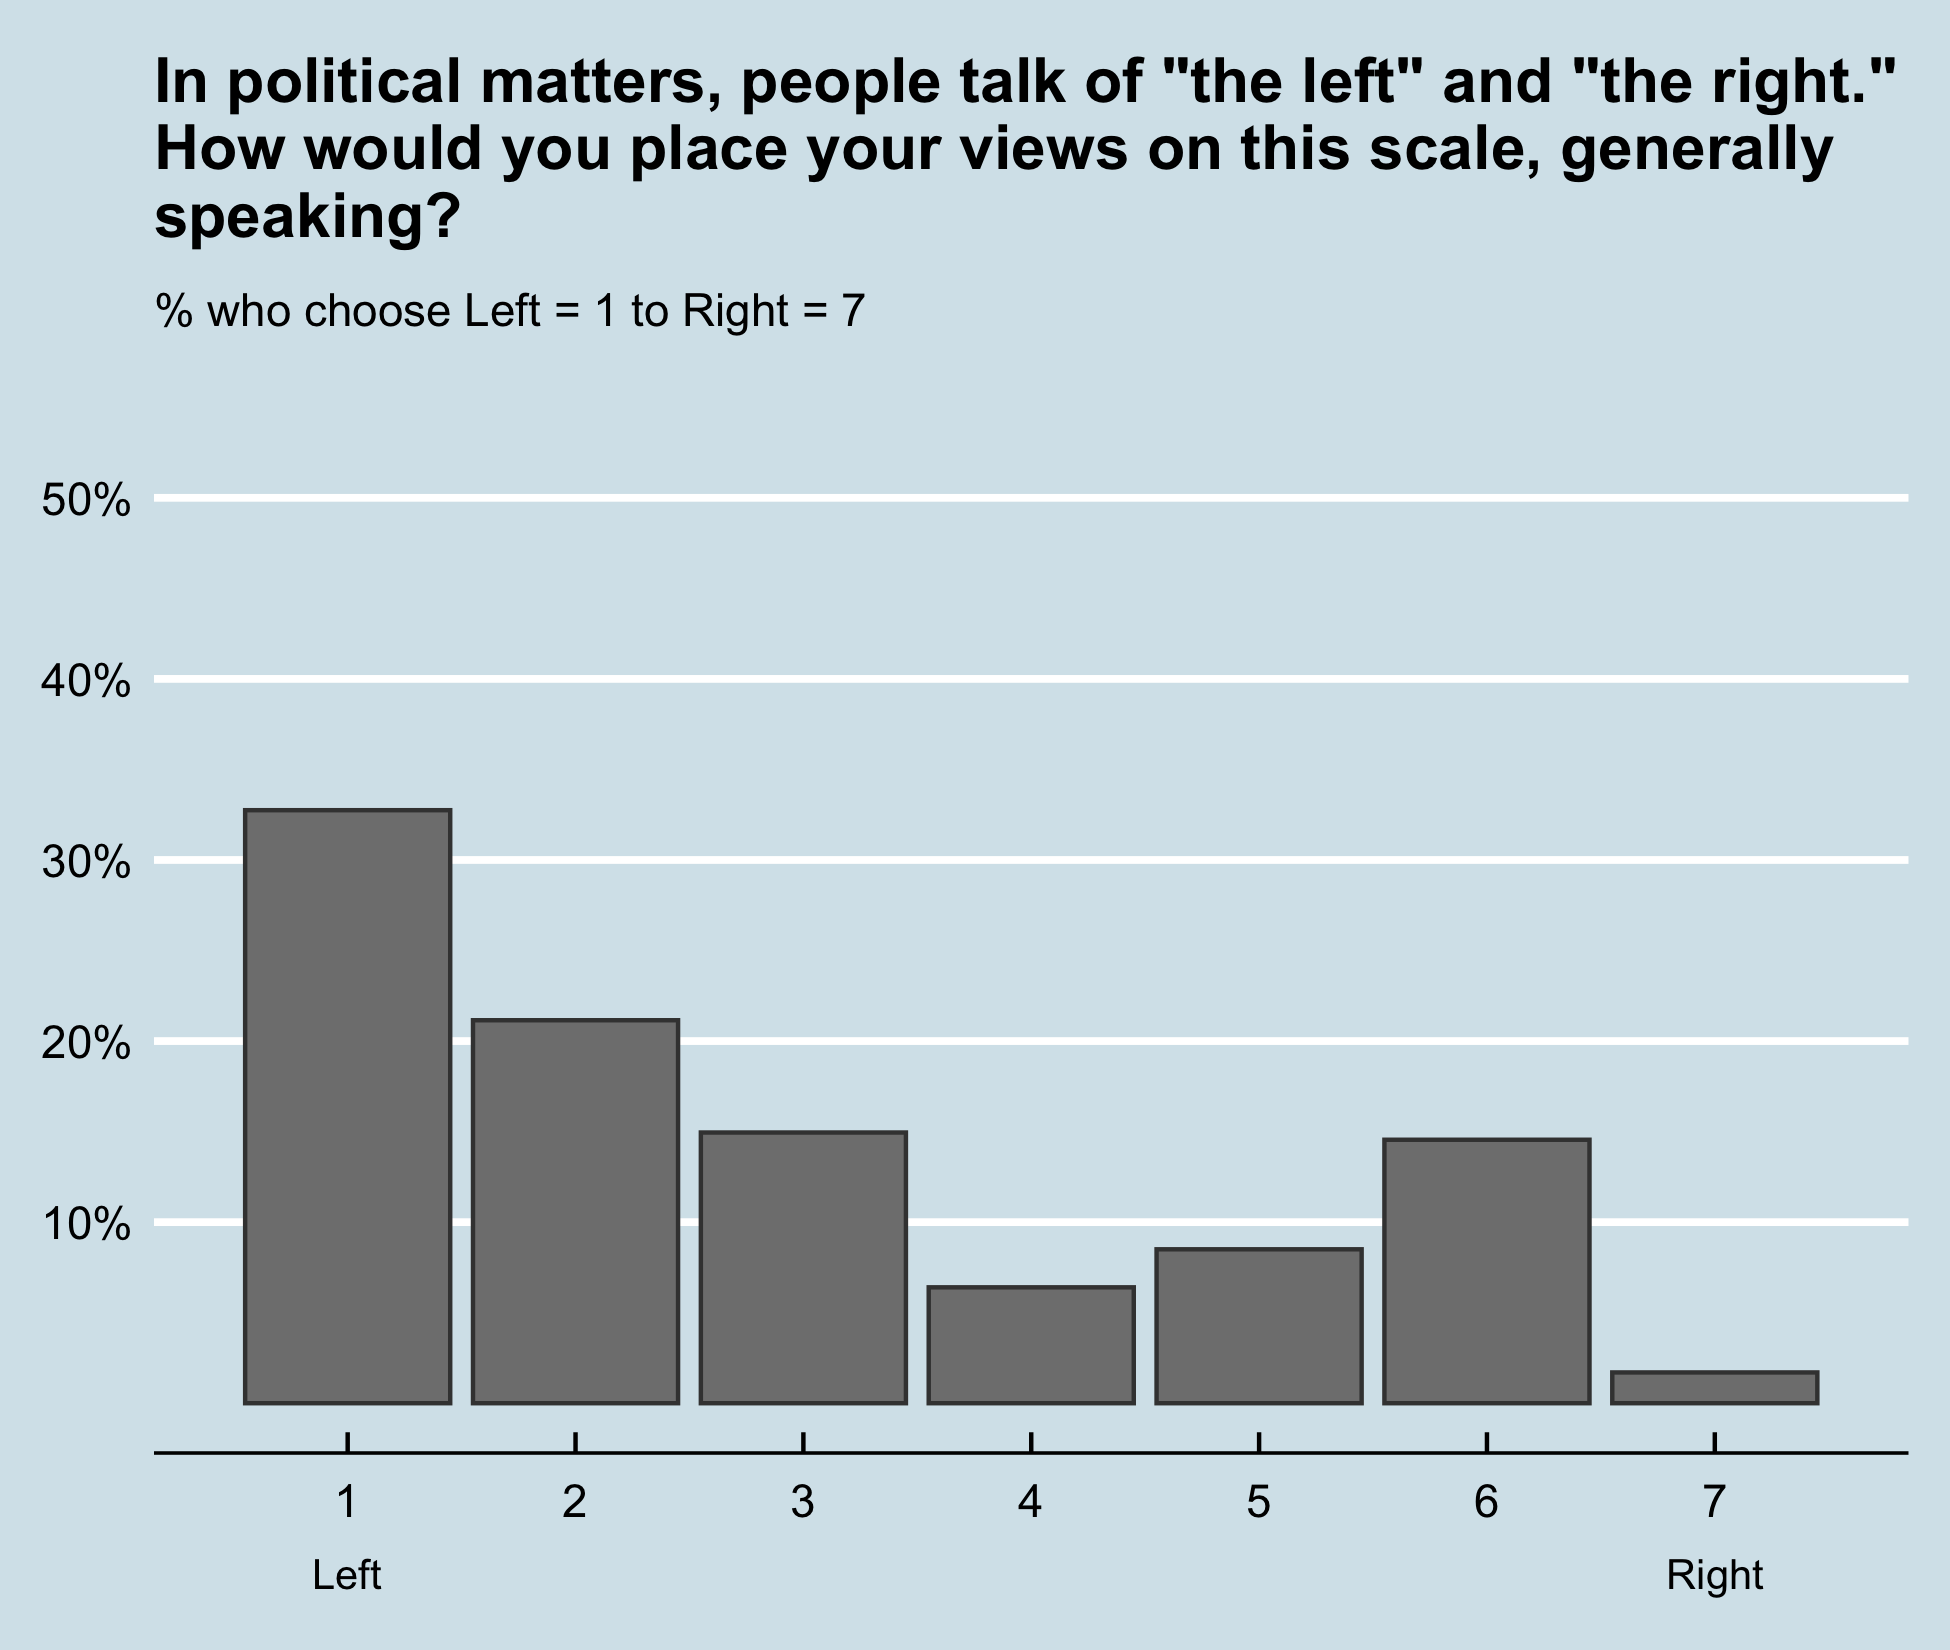 In political matters, people talk of "the left" and "the right."
How would you place your views on this scale, generally
speaking?
% who choose Left = 1 to Right = 7
50%
40%
30%
20%
10%
1 2 3 4 5 6 7
Left Right